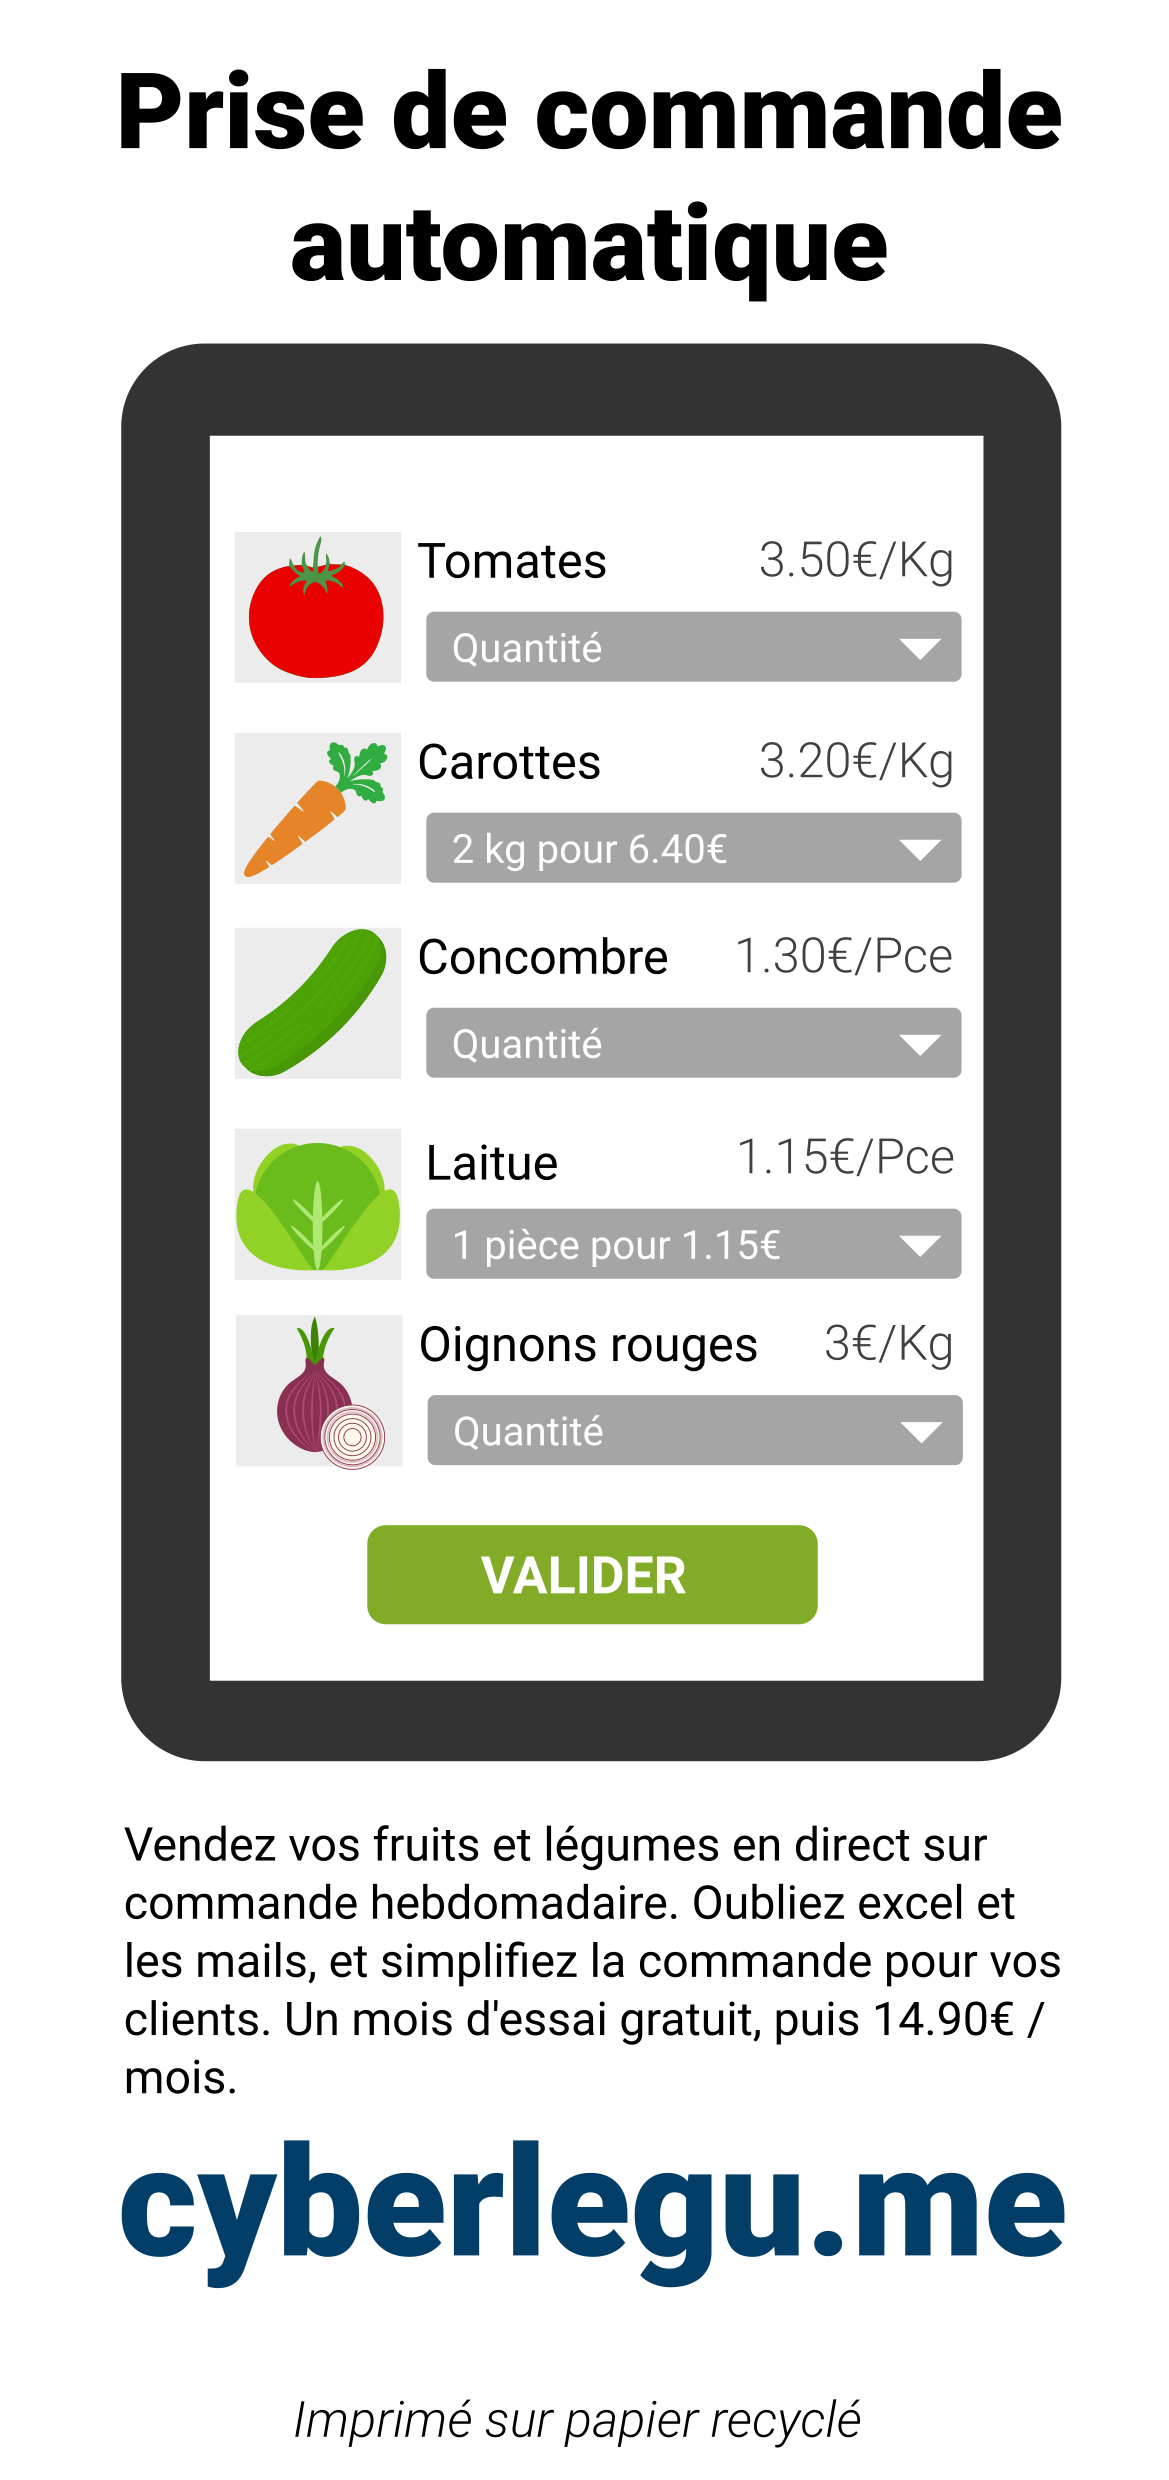 Prise de commande
automatique
Tomates 3.50€/Kg
Quantité
Carottes 3.20€/Kg
2 kg pour 6.40€
Concombre 1.30€/Pce
Quantité
Laitue 1.15€/Pce
1 pièce pour 1.15€
Oignons rouges 3€/Kg
Quantité
VALIDER
Vendez vos fruits et légumes en direct sur
commande hebdomadaire. Oubliez excel et
les mails, et simplifiez la commande pour vos
clients. Un mois d'essai gratuit, puis 14.90€ /
mois.
cyberlegu.me
Imprimé sur papier recyclé